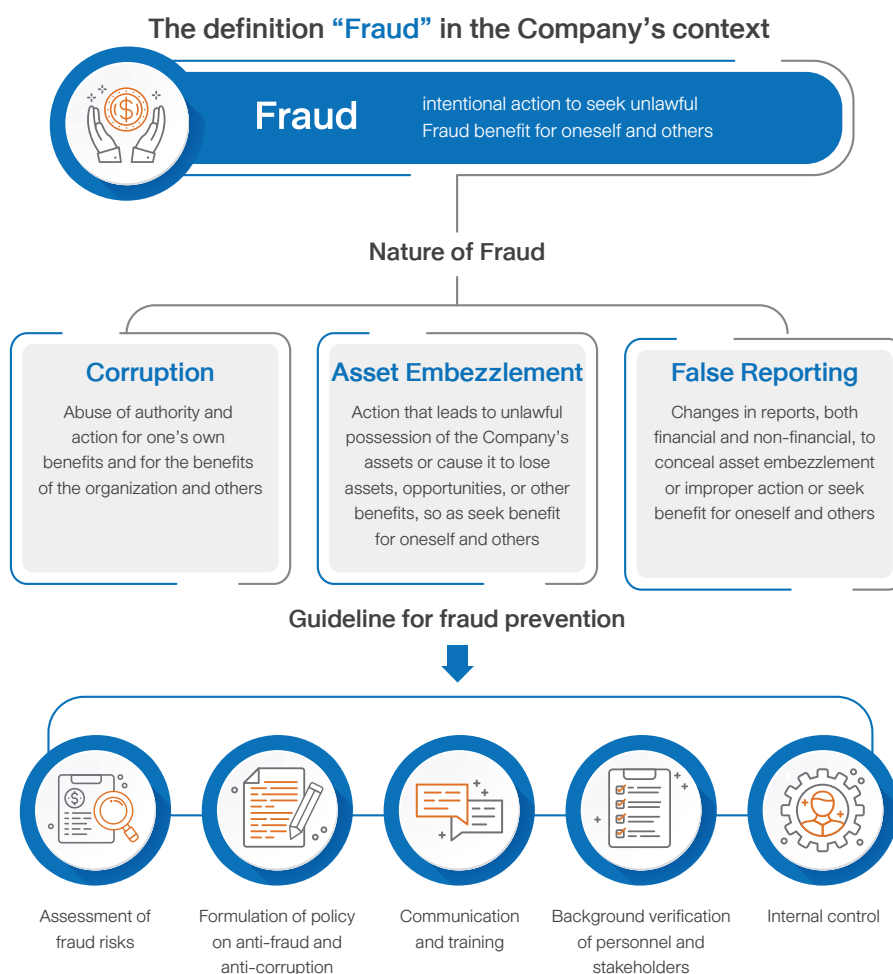 The definition “Fraud” in the Company’s context
Fraud
intentional action to seek unlawful
Fraud benefit for oneself and others
Nature of Fraud
Corruption
Abuse of authority and
action for one’s own
benefits and for the benefits
of the organization and others
Asset Embezzlement
Action that leads to unlawful
possession of the Company’s
assets or cause it to lose
assets, opportunities, or other
benefits, so as seek benefit
for oneself and others
False Reporting
Changes in reports, both
financial and non-financial, to
conceal asset embezzlement
or improper action or seek
benefit for oneself and others
Guideline for fraud prevention
Assessment of
fraud risks
Formulation of policy
on anti-fraud and
anti-corruption
Communication
and training
Background verification
of personnel and
stakeholders
Internal control